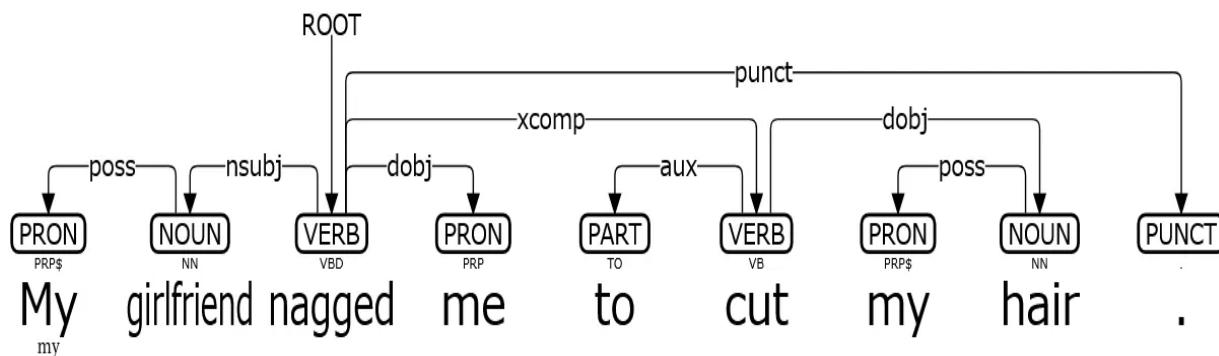 ROOT
punct
xcomp dobj
poss nsubj dobj aux poss
PRON NOUN VERB PRON PART VERB PRON NOUN PUNCT
PRP$ NN VBD PRP TO VB PRP$ NN .
My girlfriend nagged me to cut my hair .
my